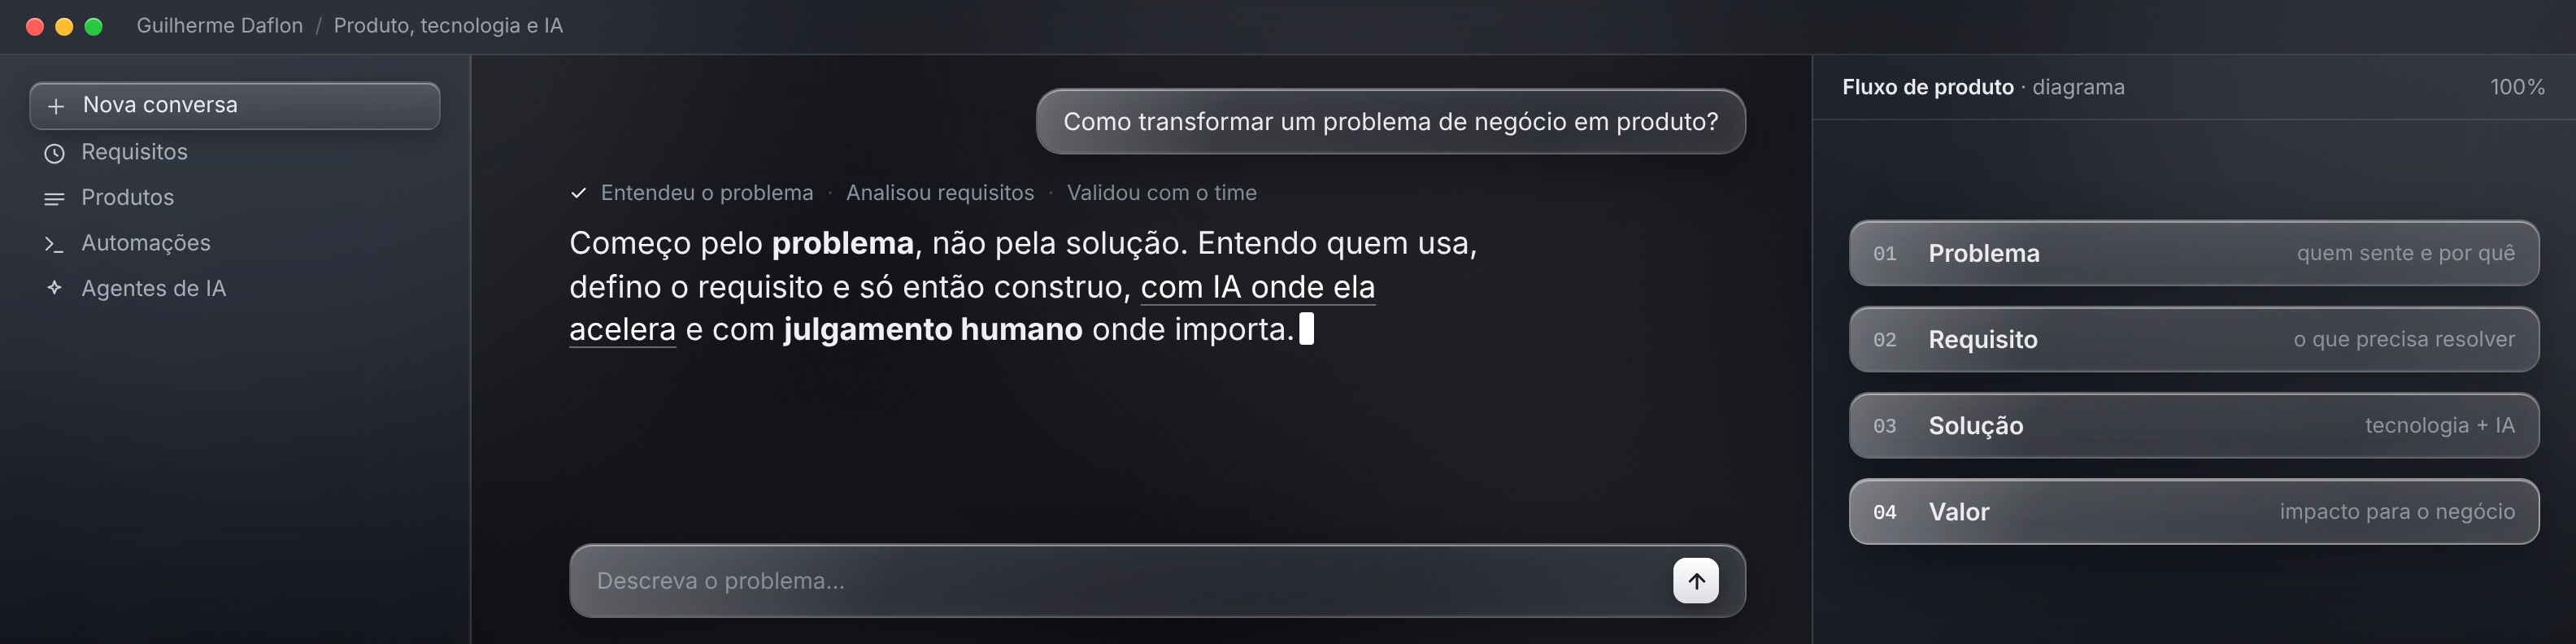 Guilherme Daflon / Produto, tecnologia e IA
Nova conversa
Requisitos
Produtos
Automações
Agentes de IA
Como transformar um problema de negócio em produto?
Entendeu o problema · Analisou requisitos · Validou com o time
Começo pelo problema, não pela solução. Entendo quem usa,
defino o requisito e só então construo, com IA onde ela
acelera e com julgamento humano onde importa.
Descreva o problema...
Fluxo de produto · diagrama 100%
01 Problema quem sente e por quê
02 Requisito o que precisa resolver
03 Solução tecnologia + IA
04 Valor impacto para o negócio